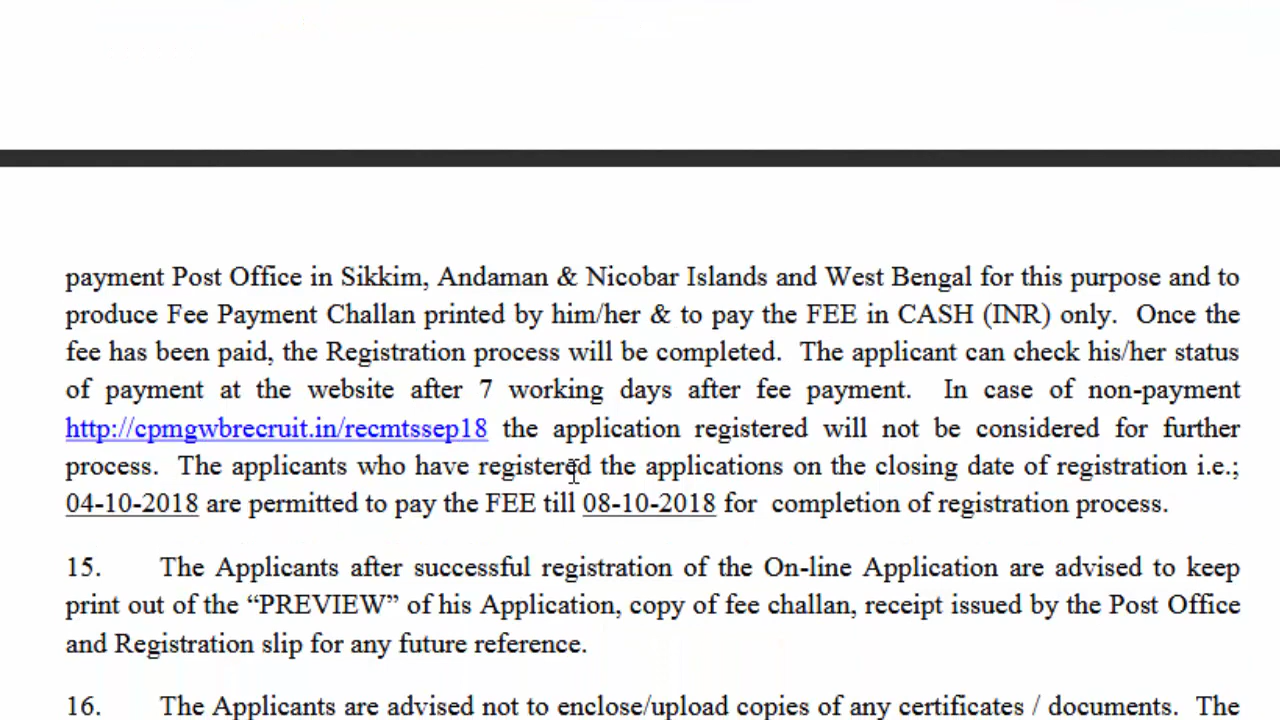 payment Post Office in Sikkim, Andaman & Nicobar Islands and West Bengal for this purpose and to
produce Fee Payment Challan printed by him/her & to pay the FEE in CASH (INR) only.  Once the
fee has been paid, the Registration process will be completed.  The applicant can check his/her status
of payment at the website after 7 working days after fee payment.  In case of non-payment
http://cpmgwbrecruit.in/recmtssep18 the application registered will not be considered for further
process.  The applicants who have registered the applications on the closing date of registration i.e.;
04-10-2018 are permitted to pay the FEE till 08-10-2018 for  completion of registration process.
15. The Applicants after successful registration of the On-line Application are advised to keep
print out of the “PREVIEW” of his Application, copy of fee challan, receipt issued by the Post Office
and Registration slip for any future reference.
16. The Applicants are advised not to enclose/upload copies of any certificates / documents.  The